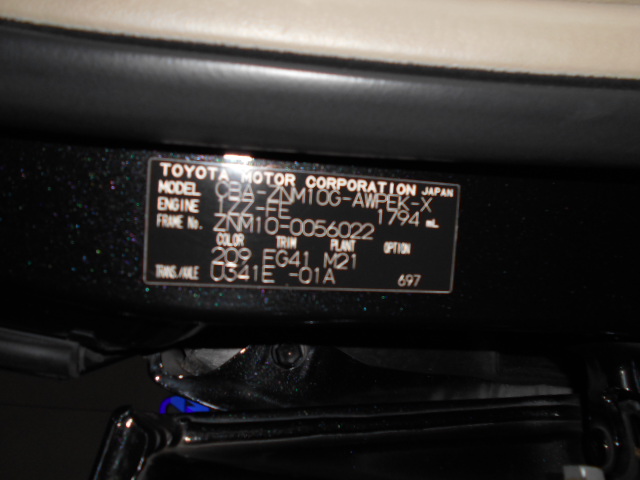 TOYOTA MOTOR CORPORATION JAPAN
MODEL CBA-ZNM10G-AWPEK-X
ENGINE 1ZZ-FE 1794 mL
FRAME No. ZNM10-0056022
COLOR TRIM PLANT OPTION
209 EG41 M21
TRANS/AXLE U341E -01A 697